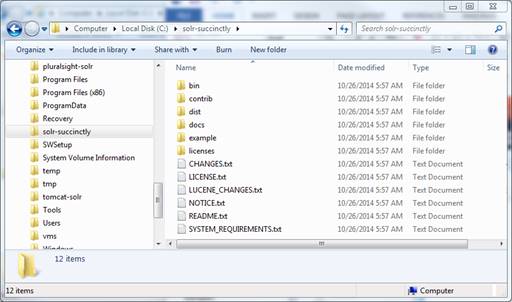 Computer Local Disk (C:) solr-succinctly Search solr-succinctly
Organize Include in library Share with Burn New folder
pluralsight-solr
Program Files
Program Files (x86)
ProgramData
Recovery
solr-succinctly
SWSetup
System Volume Information
temp
tmp
tomcat-solr
Tools
Users
vms
Windows
Name Date modified Type Size
bin 10/26/2014 5:57 AM File folder
contrib 10/26/2014 5:57 AM File folder
dist 10/26/2014 5:57 AM File folder
docs 10/26/2014 5:57 AM File folder
example 10/26/2014 5:57 AM File folder
licenses 10/26/2014 5:57 AM File folder
CHANGES.txt 10/26/2014 5:57 AM Text Document
LICENSE.txt 10/26/2014 5:57 AM Text Document
LUCENE_CHANGES.txt 10/26/2014 5:57 AM Text Document
NOTICE.txt 10/26/2014 5:57 AM Text Document
README.txt 10/26/2014 5:57 AM Text Document
SYSTEM_REQUIREMENTS.txt 10/26/2014 5:57 AM Text Document
12 items
12 items Computer